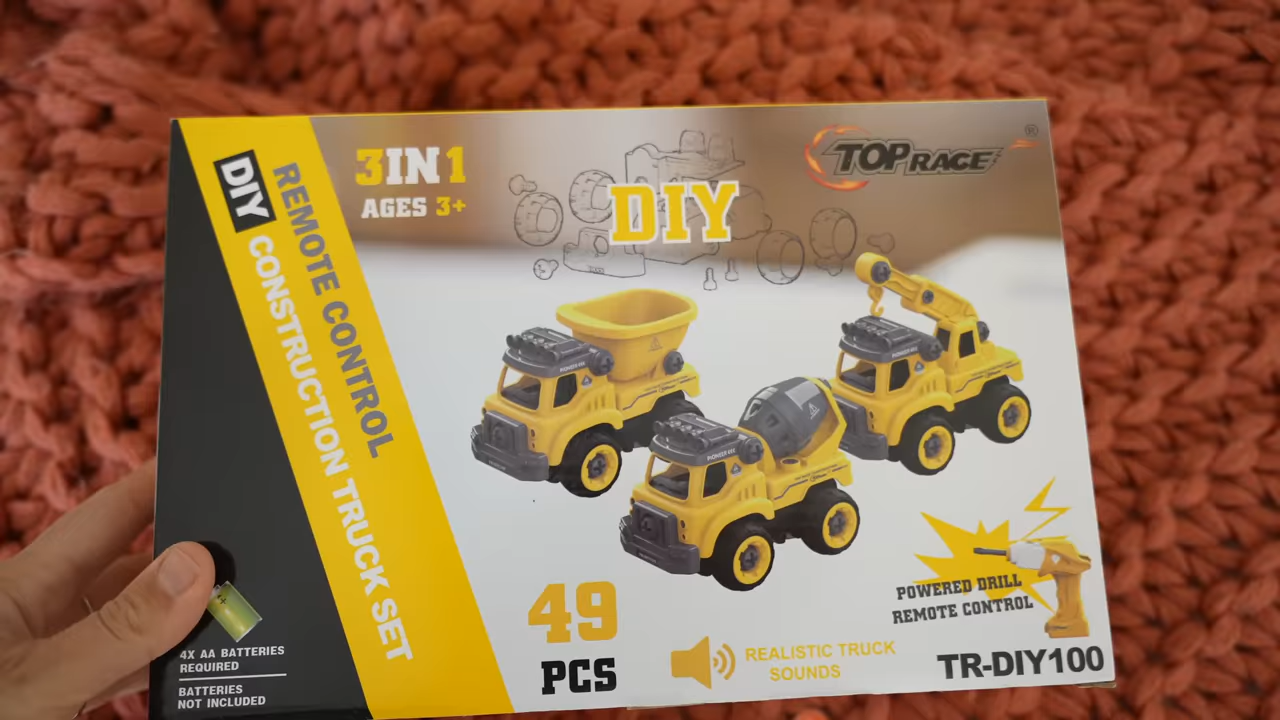 DIY REMOTE CONTROL
CONSTRUCTION TRUCK SET
3IN1
AGES 3+
DIY
TOP RACE®
49
PCS
REALISTIC TRUCK
SOUNDS
POWERED DRILL
REMOTE CONTROL
TR-DIY100
4X AA BATTERIES
REQUIRED
BATTERIES
NOT INCLUDED